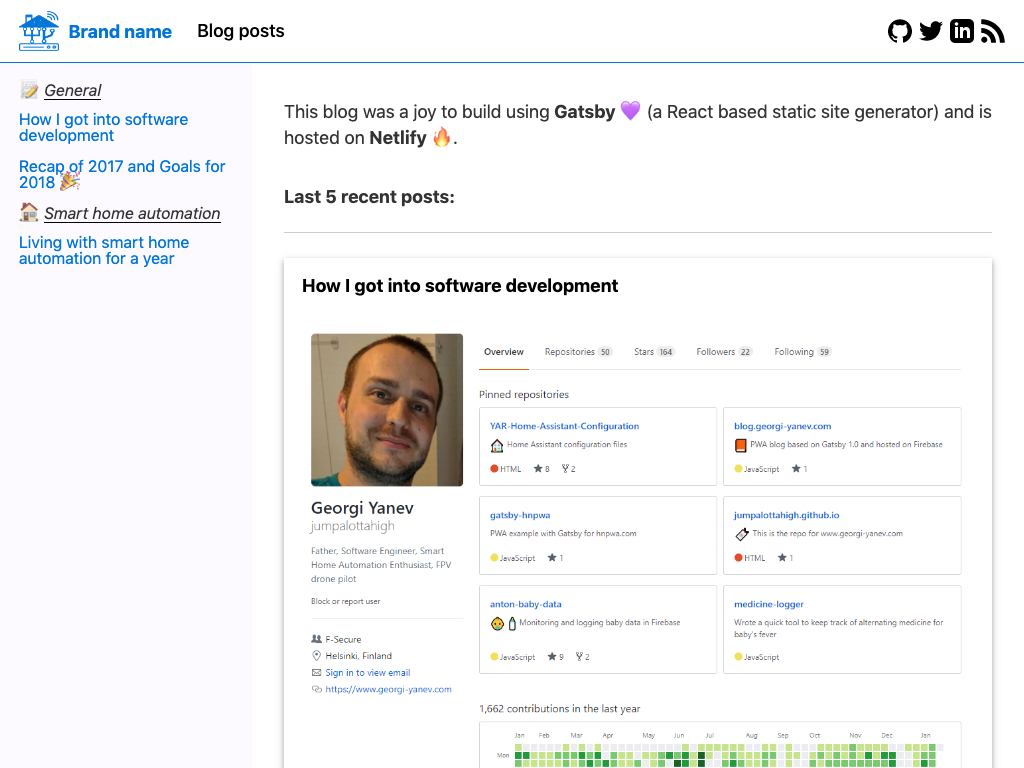 Brand name
Blog posts
📝 General
How I got into software
development
Recap of 2017 and Goals for
2018 🎉
🏠 Smart home automation
Living with smart home
automation for a year
This blog was a joy to build using Gatsby 💜 (a React based static site generator) and is
hosted on Netlify 🔥.
Last 5 recent posts:
How I got into software development
Overview Repositories 50 Stars 164 Followers 22 Following 59
Pinned repositories
YAR-Home-Assistant-Configuration
Home Assistant configuration files
HTML 8 2
blog.georgi-yanev.com
PWA blog based on Gatsby 1.0 and hosted on Firebase
JavaScript 1
gatsby-hnpwa
PWA example with Gatsby for hnpwa.com
JavaScript 1
jumpalottahigh.github.io
This is the repo for www.georgi-yanev.com
HTML 1
anton-baby-data
Monitoring and logging baby data in Firebase
JavaScript 9 2
medicine-logger
Wrote a quick tool to keep track of alternating medicine for
baby's fever
JavaScript
Georgi Yanev
jumpalottahigh
Father, Software Engineer, Smart
Home Automation Enthusiast, FPV
drone pilot
Block or report user
F-Secure
Helsinki, Finland
Sign in to view email
https://www.georgi-yanev.com
1,662 contributions in the last year
Jan Feb Mar Apr May Jun Jul Aug Sep Oct Nov Dec Jan
Mon